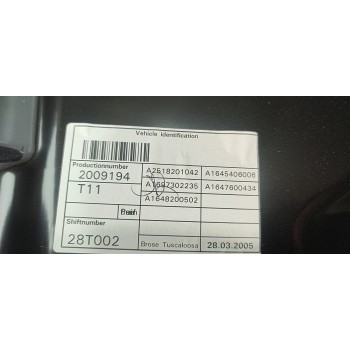 Vehicle Identification
Productionnumber
2009194
A2518201042 A1645406006
T11
A1647600434
A1648200502
Shiftnumber
28T002
Brose Tuscaloosa 28.03.2005